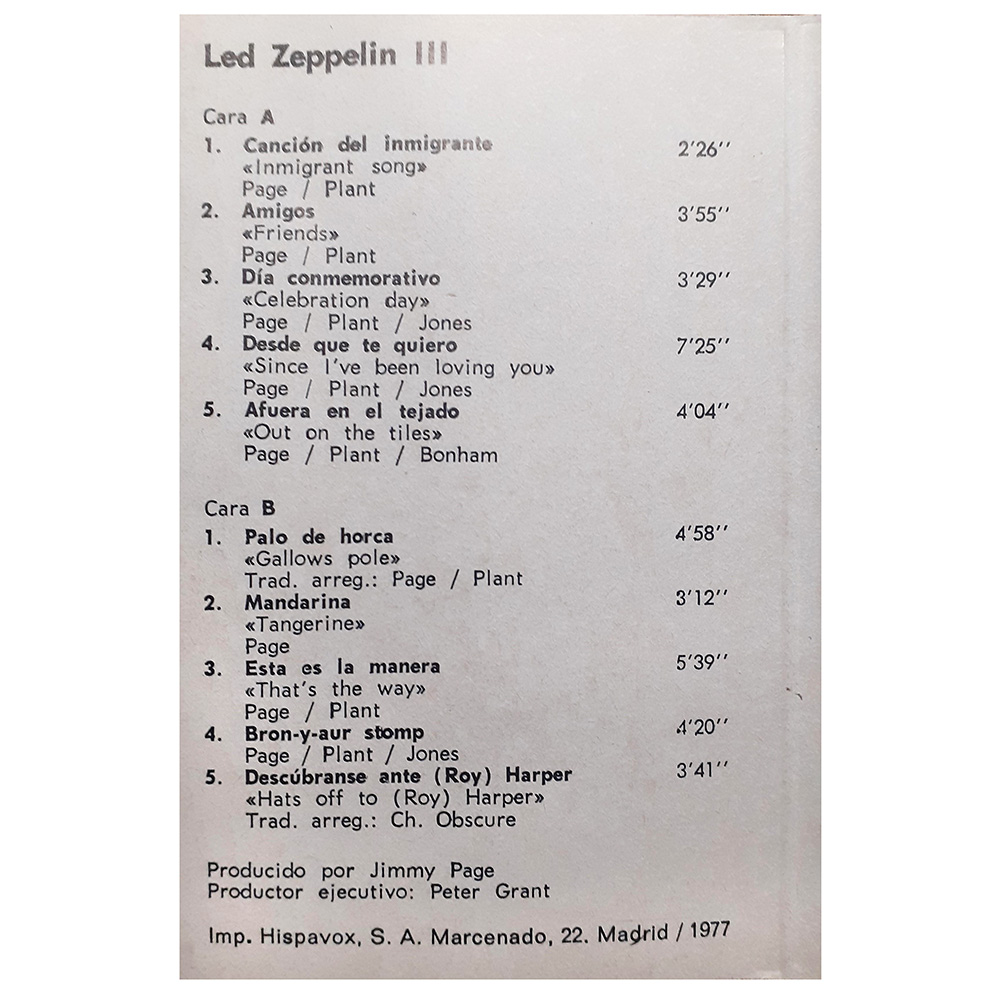 Led Zeppelin III
Cara A
1. Canción del inmigrante 2'26''
«Inmigrant song»
Page / Plant
2. Amigos 3'55''
«Friends»
Page / Plant
3. Día conmemorativo 3'29''
«Celebration day»
Page / Plant / Jones
4. Desde que te quiero 7'25''
«Since I've been loving you»
Page / Plant / Jones
5. Afuera en el tejado 4'04''
«Out on the tiles»
Page / Plant / Bonham
Cara B
1. Palo de horca 4'58''
«Gallows pole»
Trad. arreg.: Page / Plant
2. Mandarina 3'12''
«Tangerine»
Page
3. Esta es la manera 5'39''
«That's the way»
Page / Plant
4. Bron-y-aur stomp 4'20''
Page / Plant / Jones
5. Descúbranse ante (Roy) Harper 3'41''
«Hats off to (Roy) Harper»
Trad. arreg.: Ch. Obscure
Producido por Jimmy Page
Productor ejecutivo: Peter Grant
Imp. Hispavox, S. A. Marcenado, 22. Madrid / 1977